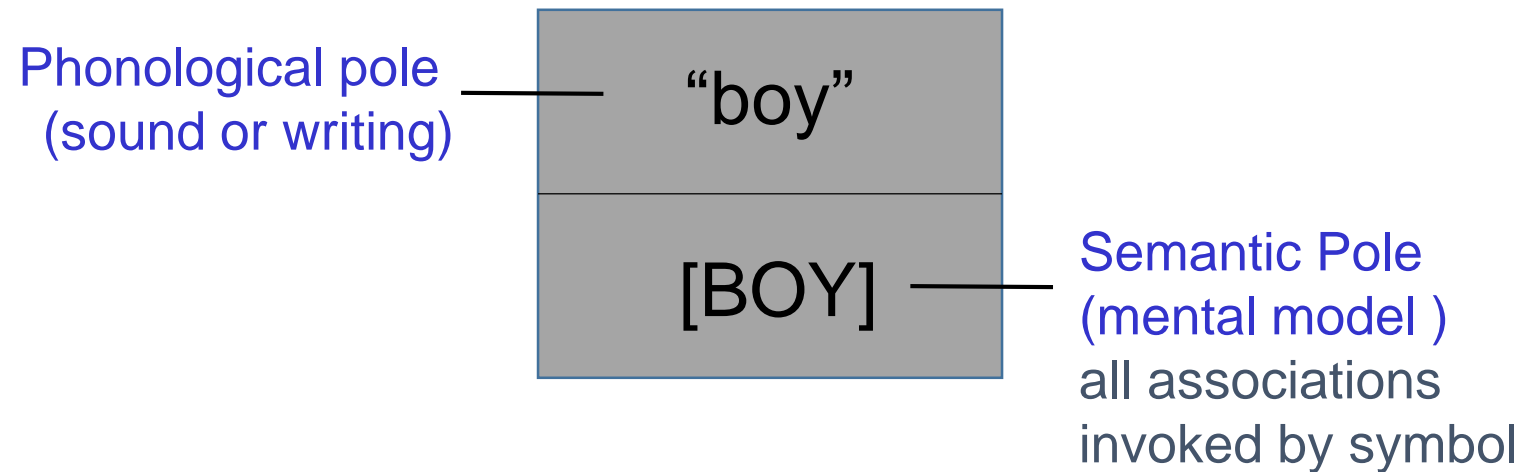 Phonological pole
(sound or writing)
“boy”
[BOY]
Semantic Pole
(mental model )
all associations
invoked by symbol